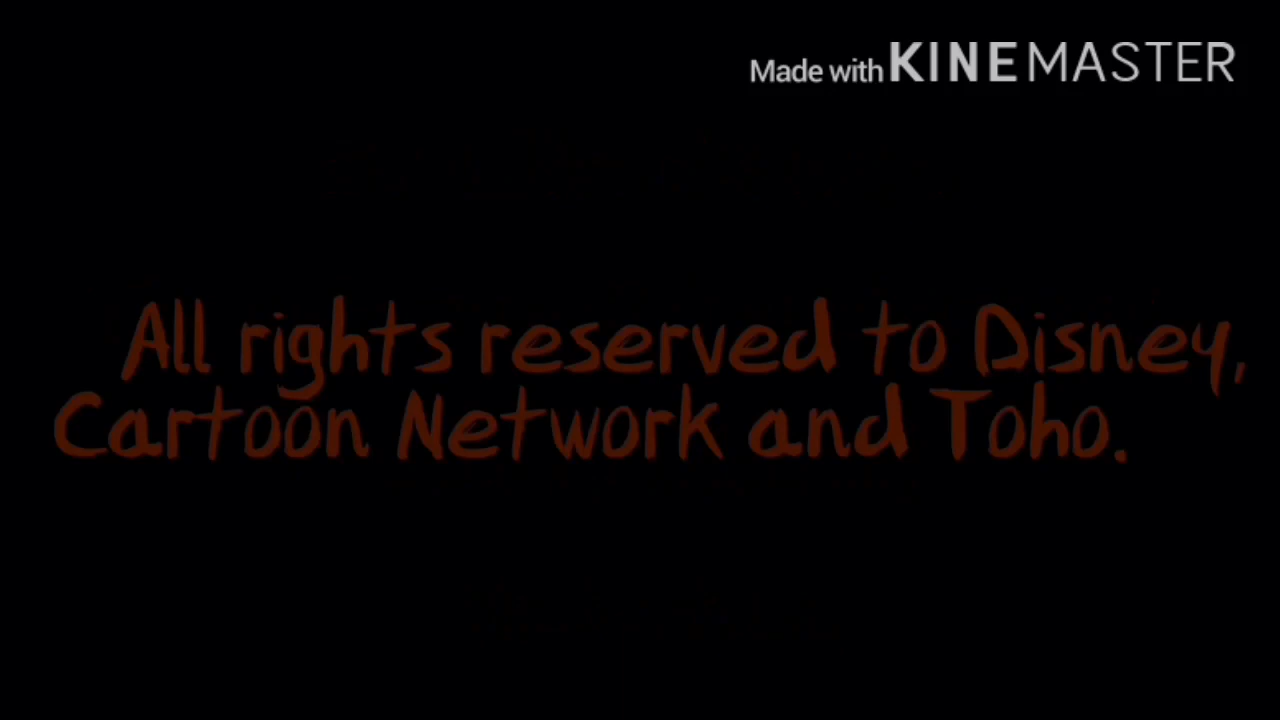 Made with KINEMASTER
All rights reserved to Disney,
Cartoon Network and Toho.